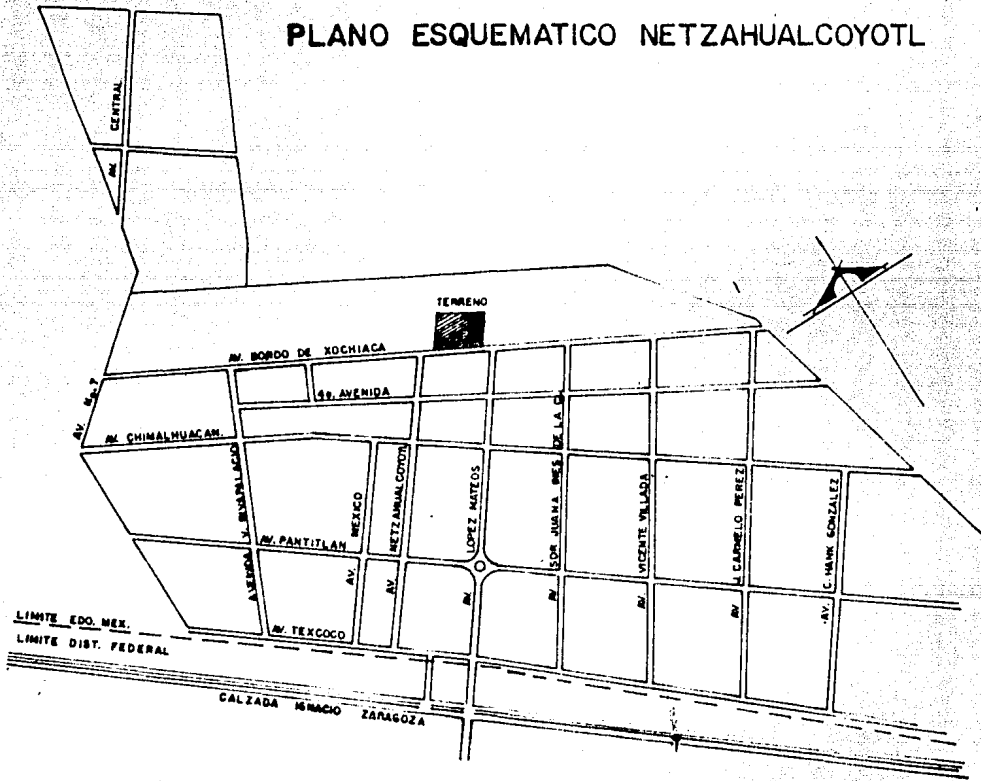 PLANO ESQUEMATICO NETZAHUALCOYOTL
AV. CENTRAL
TERRENO
AV. BORDO DE XOCHIACA
4a. AVENIDA
AV. No. 7
AV. CHIMALHUACAN.
AVENIDA V. RIVAPALACIO
AV. MEXICO
AV. NETZAHUALCOYOTL
AV. LOPEZ MATEOS
AV. SOR JUANA INES DE LA C.
AV. VICENTE VILLADA
AV. J. CARMELO PEREZ
AV. C. HANK GONZALEZ
AV. PANTITLAN
AV. TEXCOCO
LIMITE EDO. MEX.
LIMITE DIST. FEDERAL
CALZADA IGNACIO ZARAGOZA